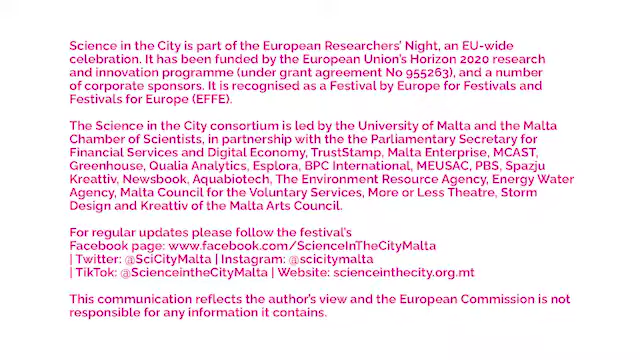 Science in the City is part of the European Researchers' Night, an EU-wide
celebration. It has been funded by the European Union's Horizon 2020 research
and innovation programme (under grant agreement No 955263), and a number
of corporate sponsors. It is recognised as a Festival by Europe for Festivals and
Festivals for Europe (EFFE).
The Science in the City consortium is led by the University of Malta and the Malta
Chamber of Scientists, in partnership with the the Parliamentary Secretary for
Financial Services and Digital Economy, TrustStamp, Malta Enterprise, MCAST,
Greenhouse, Qualia Analytics, Esplora, BPC International, MEUSAC, PBS, Spazju
Kreattiv, Newsbook, Aquabiotech, The Environment Resource Agency, Energy Water
Agency, Malta Council for the Voluntary Services, More or Less Theatre, Storm
Design and Kreattiv of the Malta Arts Council.
For regular updates please follow the festival's
Facebook page: www.facebook.com/ScienceInTheCityMalta
| Twitter: @SciCityMalta | Instagram: @scicitymalta
| TikTok: @ScienceintheCityMalta | Website: scienceinthecity.org.mt
This communication reflects the author's view and the European Commission is not
responsible for any information it contains.